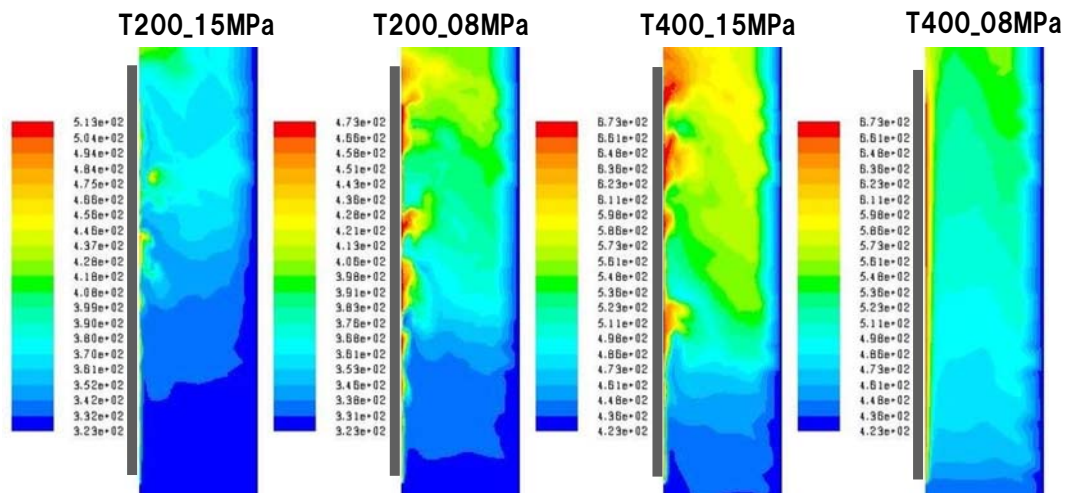 T200_15MPa
5.13e+02
5.04e+02
4.94e+02
4.84e+02
4.75e+02
4.66e+02
4.56e+02
4.46e+02
4.37e+02
4.28e+02
4.18e+02
4.08e+02
3.99e+02
3.90e+02
3.80e+02
3.70e+02
3.61e+02
3.52e+02
3.42e+02
3.32e+02
3.23e+02
T200_08MPa
4.73e+02
4.66e+02
4.58e+02
4.51e+02
4.43e+02
4.36e+02
4.28e+02
4.21e+02
4.13e+02
4.06e+02
3.98e+02
3.91e+02
3.83e+02
3.76e+02
3.68e+02
3.61e+02
3.53e+02
3.46e+02
3.38e+02
3.31e+02
3.23e+02
T400_15MPa
6.73e+02
6.61e+02
6.48e+02
6.36e+02
6.23e+02
6.11e+02
5.98e+02
5.86e+02
5.73e+02
5.61e+02
5.48e+02
5.36e+02
5.23e+02
5.11e+02
4.98e+02
4.86e+02
4.73e+02
4.61e+02
4.48e+02
4.36e+02
4.23e+02
T400_08MPa
6.73e+02
6.61e+02
6.48e+02
6.36e+02
6.23e+02
6.11e+02
5.98e+02
5.86e+02
5.73e+02
5.61e+02
5.48e+02
5.36e+02
5.23e+02
5.11e+02
4.98e+02
4.86e+02
4.73e+02
4.61e+02
4.48e+02
4.36e+02
4.23e+02